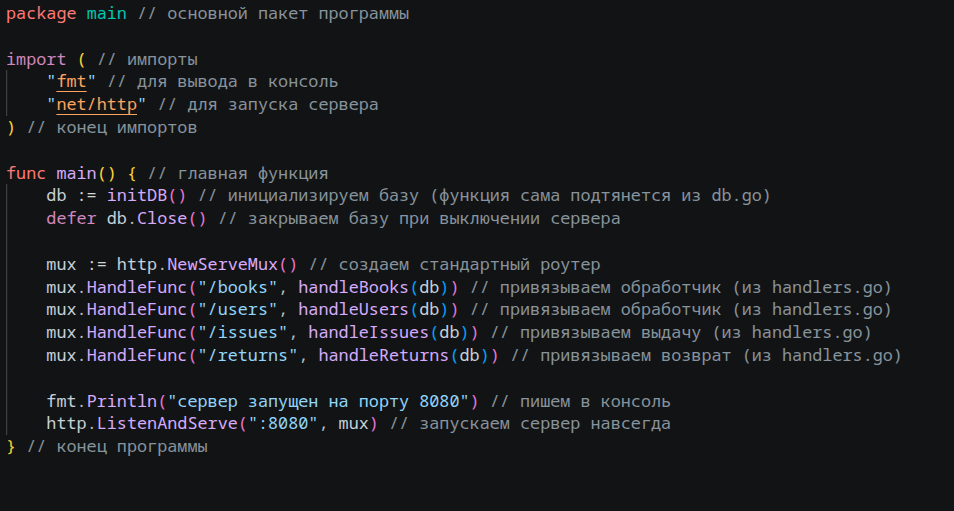 package main // основной пакет программы
import ( // импорты
"fmt" // для вывода в консоль
"net/http" // для запуска сервера
) // конец импортов
func main() { // главная функция
db := initDB() // инициализируем базу (функция сама подтянется из db.go)
defer db.Close() // закрываем базу при выключении сервера
mux := http.NewServeMux() // создаем стандартный роутер
mux.HandleFunc("/books", handleBooks(db)) // привязываем обработчик (из handlers.go)
mux.HandleFunc("/users", handleUsers(db)) // привязываем обработчик (из handlers.go)
mux.HandleFunc("/issues", handleIssues(db)) // привязываем выдачу (из handlers.go)
mux.HandleFunc("/returns", handleReturns(db)) // привязываем возврат (из handlers.go)
fmt.Println("сервер запущен на порту 8080") // пишем в консоль
http.ListenAndServe(":8080", mux) // запускаем сервер навсегда
} // конец программы